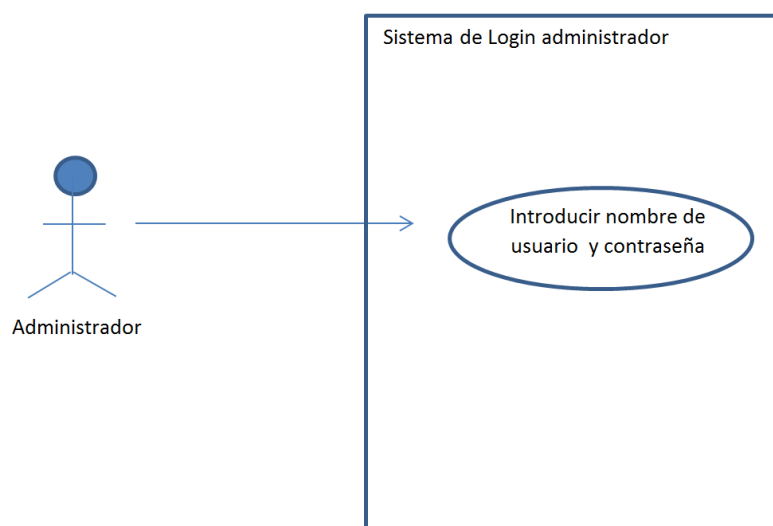 Sistema de Login administrador
Introducir nombre de
usuario y contraseña
Administrador